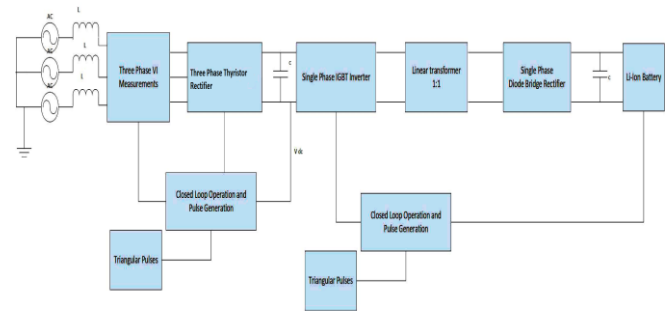 AC
L
AC
L
AC
L
Three Phase VI
Measurements
Three Phase Thyristor
Rectifier
c
Single Phase IGBT Inverter
Linear transformer
1:1
Single Phase
Diode Bridge Rectifier
C
Li-Ion Battery
V dc
Closed Loop Operation and
Pulse Generation
Triangular Pulses
Closed Loop Operation and
Pulse Generation
Triangular Pulses